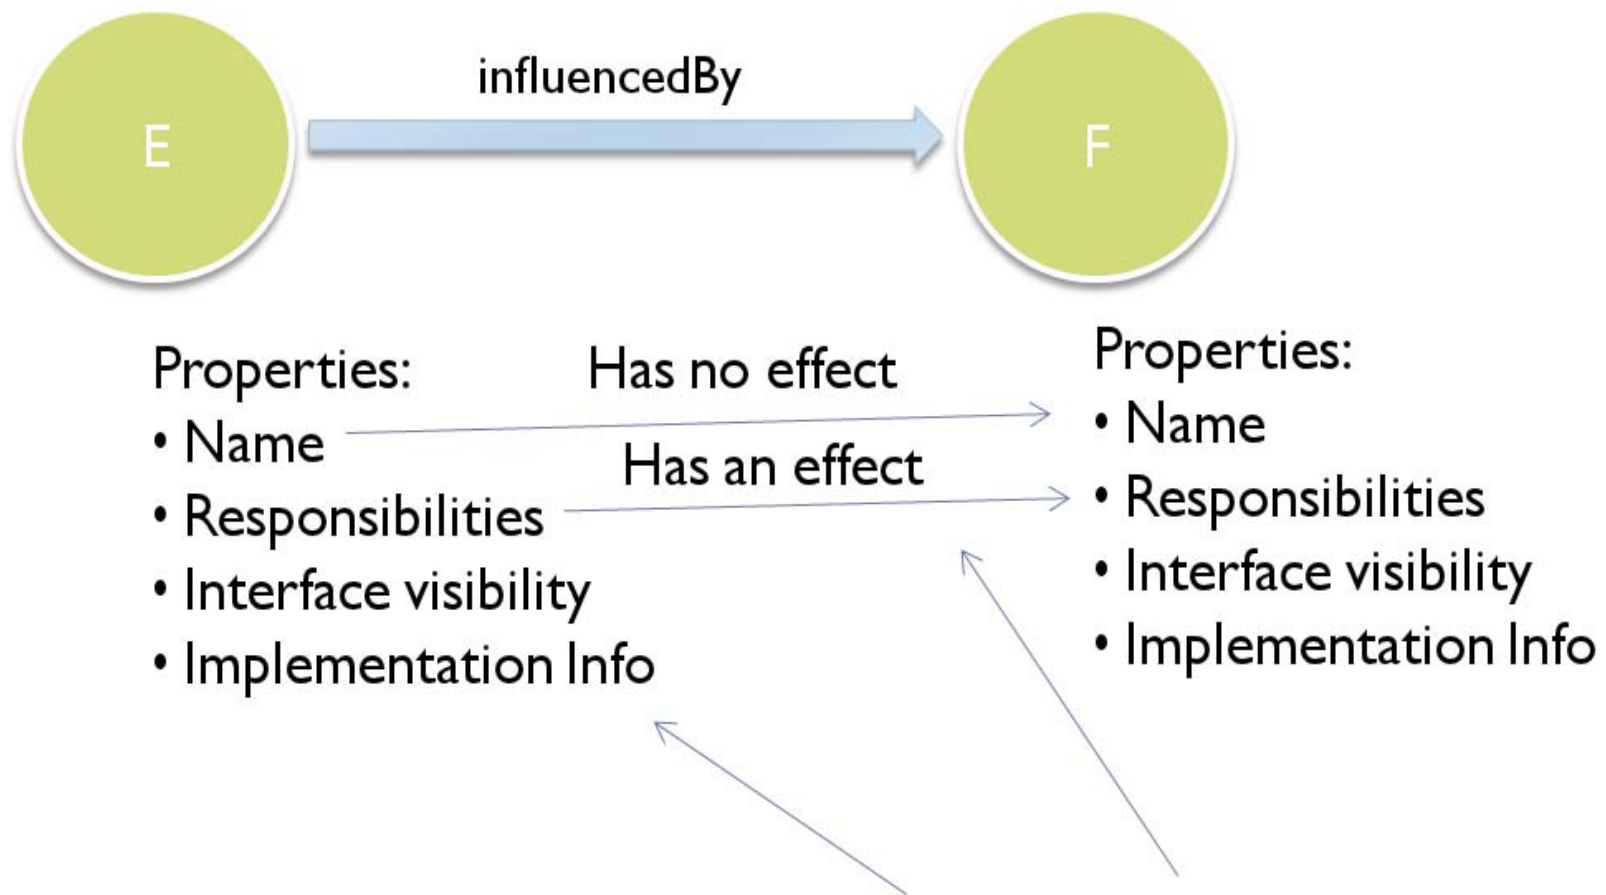 influencedBy
E
F
Properties:
• Name
• Responsibilities
• Interface visibility
• Implementation Info
Has no effect
Has an effect
Properties:
• Name
• Responsibilities
• Interface visibility
• Implementation Info